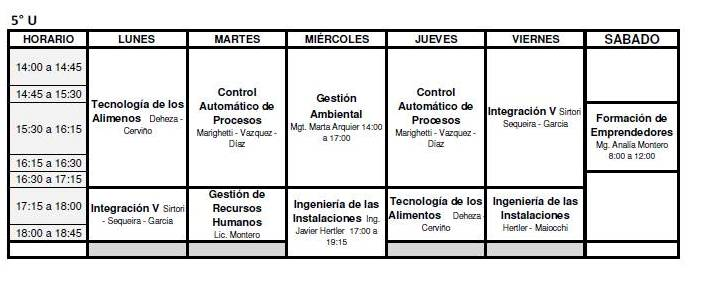 5° U
HORARIO LUNES MARTES MIÉRCOLES JUEVES VIERNES SABADO
14:00 a 14:45
14:45 a 15:30
15:30 a 16:15
16:15 a 16:30
16:30 a 17:15
17:15 a 18:00
18:00 a 18:45
Tecnología de los
Alimenos Deheza -
Cerviño
Integración V Sirtori
- Sequeira - Garcia
Control
Automático de
Procesos
Marighetti - Vazquez -
Díaz
Gestión de
Recursos
Humanos
Lic. Montero
Gestión
Ambiental
Mgt. Marta Arquier 14:00
a 17:00
Ingeniería de las
Instalaciones Ing.
Javier Hertler 17:00 a
19:15
Control
Automático de
Procesos
Marighetti - Vazquez -
Díaz
Tecnología de los
Alimentos Deheza -
Cerviño
Integración V Sirtori
Sequeira - Garcia
Ingeniería de las
Instalaciones
Hertler - Maiocchi
Formación de
Emprendedores
Mg. Analía Montero
8:00 a 12:00